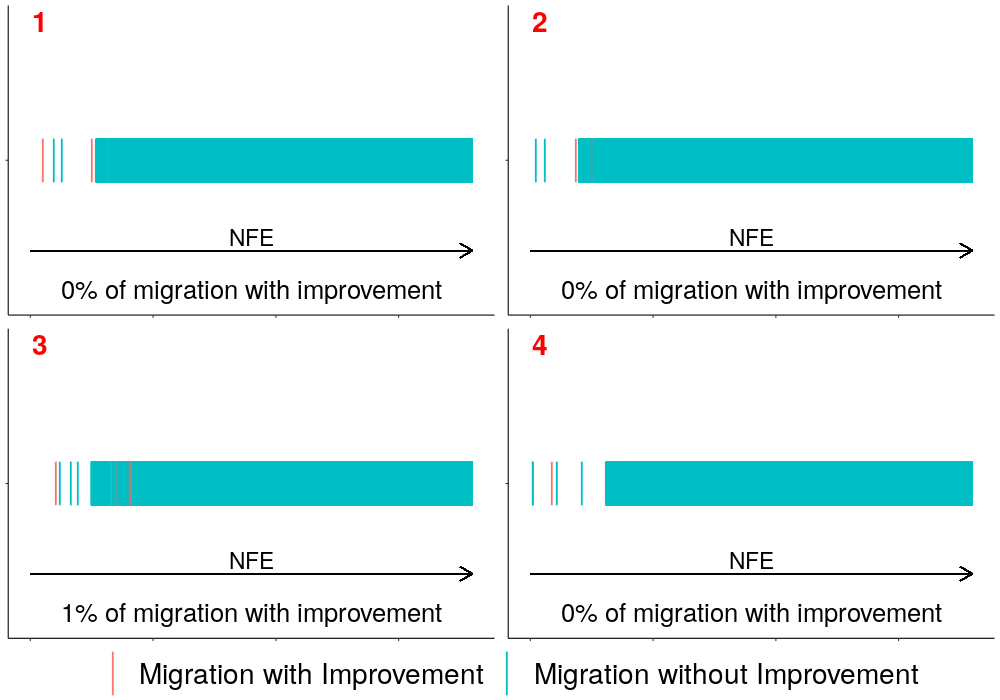 1
NFE
0% of migration with improvement
2
NFE
0% of migration with improvement
3
NFE
1% of migration with improvement
4
NFE
0% of migration with improvement
Migration with Improvement
Migration without Improvement